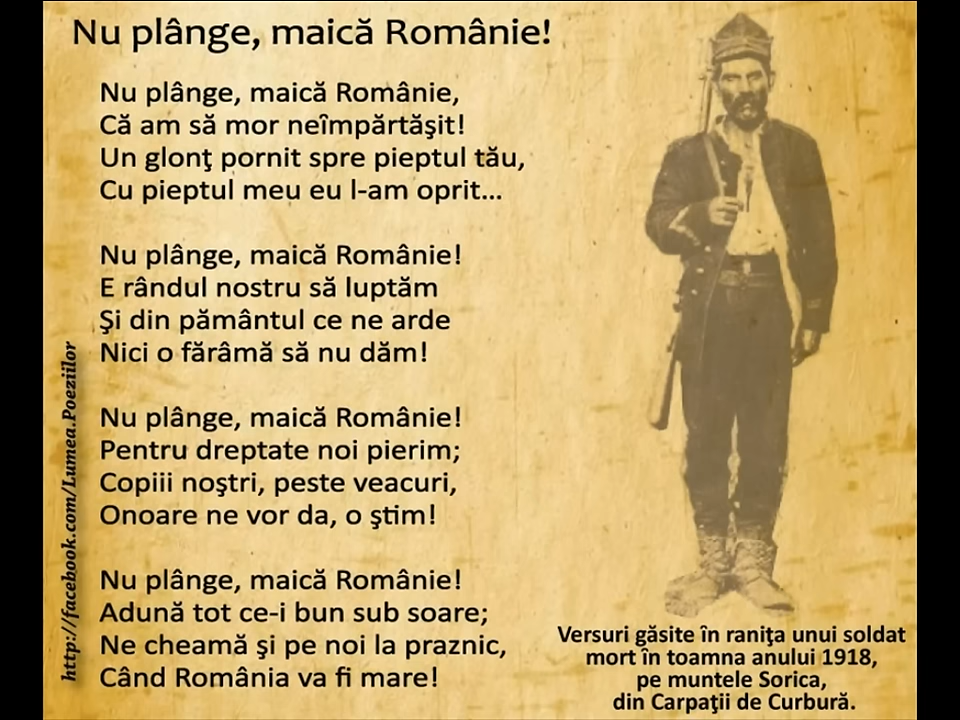 Nu plânge, maică Românie!
Nu plânge, maică Românie,
Că am să mor neîmpărtăşit!
Un glonţ pornit spre pieptul tău,
Cu pieptul meu eu l-am oprit...
Nu plânge, maică Românie!
E rândul nostru să luptăm
Şi din pământul ce ne arde
Nici o fărâmă să nu dăm!
Nu plânge, maică Românie!
Pentru dreptate noi pierim;
Copiii noştri, peste veacuri,
Onoare ne vor da, o ştim!
Nu plânge, maică Românie!
Adună tot ce-i bun sub soare;
Ne cheamă şi pe noi la praznic,
Când România va fi mare!
http://facebook.com/Lumea.Poeziilor
Versuri găsite în raniţa unui soldat
mort în toamna anului 1918,
pe muntele Sorica,
din Carpaţii de Curbură.